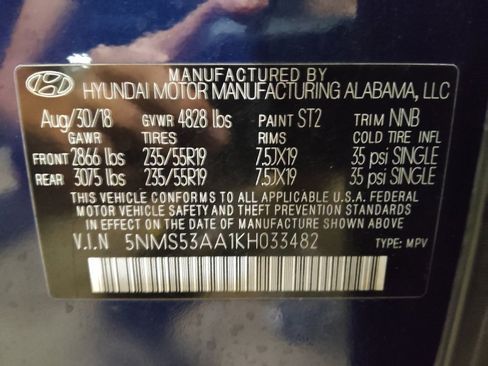 MANUFACTURED BY
HYUNDAI MOTOR MANUFACTURING ALABAMA, LLC
Aug/30/18 GVWR 4828 lbs PAINT ST2 TRIM NNB
GAWR TIRES RIMS COLD TIRE INFL
FRONT 2866 lbs 235/55R19 7.5JX19 35 psi SINGLE
REAR 3075 lbs 235/55R19 7.5JX19 35 psi SINGLE
THIS VEHICLE CONFORMS TO ALL APPLICABLE U.S.A. FEDERAL
MOTOR VEHICLE SAFETY AND THEFT PREVENTION STANDARDS
IN EFFECT ON THE DATE OF MANUFACTURE SHOWN ABOVE.
V.I.N 5NMS53AA1KH033482 TYPE: MPV